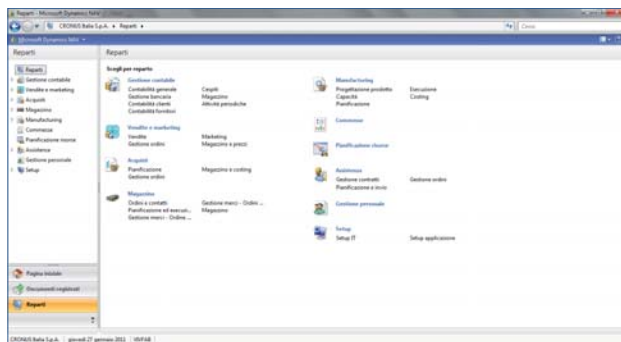 Reparti - Microsoft Dynamics NAV
CRONUS Italia S.p.A. ▸ Reparti ▸
Cerca
Microsoft Dynamics NAV
Reparti
Reparti
Gestione contabile
Vendite e marketing
Acquisti
Magazzino
Manufacturing
Commesse
Pianificazione risorse
Assistenza
Gestione personale
Setup
Pagina iniziale
Documenti registrati
Reparti
Reparti
Scegli per reparto
Gestione contabile
Contabilità generale Cespiti
Gestione bancaria Magazzino
Contabilità clienti Attività periodiche
Contabilità fornitori
Vendite e marketing
Vendite Marketing
Gestione ordini Magazzino e prezzi
Acquisti
Pianificazione Magazzino e costing
Gestione ordini
Magazzino
Ordini e contatti Gestione merci - Ordini ...
Pianificazione ed esecuzi... Magazzino
Gestione merci - Ordine ...
Manufacturing
Progettazione prodotto Esecuzione
Capacità Costing
Pianificazione
Commesse
Pianificazione risorse
Assistenza
Gestione contratti Gestione ordini
Pianificazione e invio
Gestione personale
Setup
Setup IT Setup applicazione
CRONUS Italia S.p.A. giovedì 27 gennaio 2011